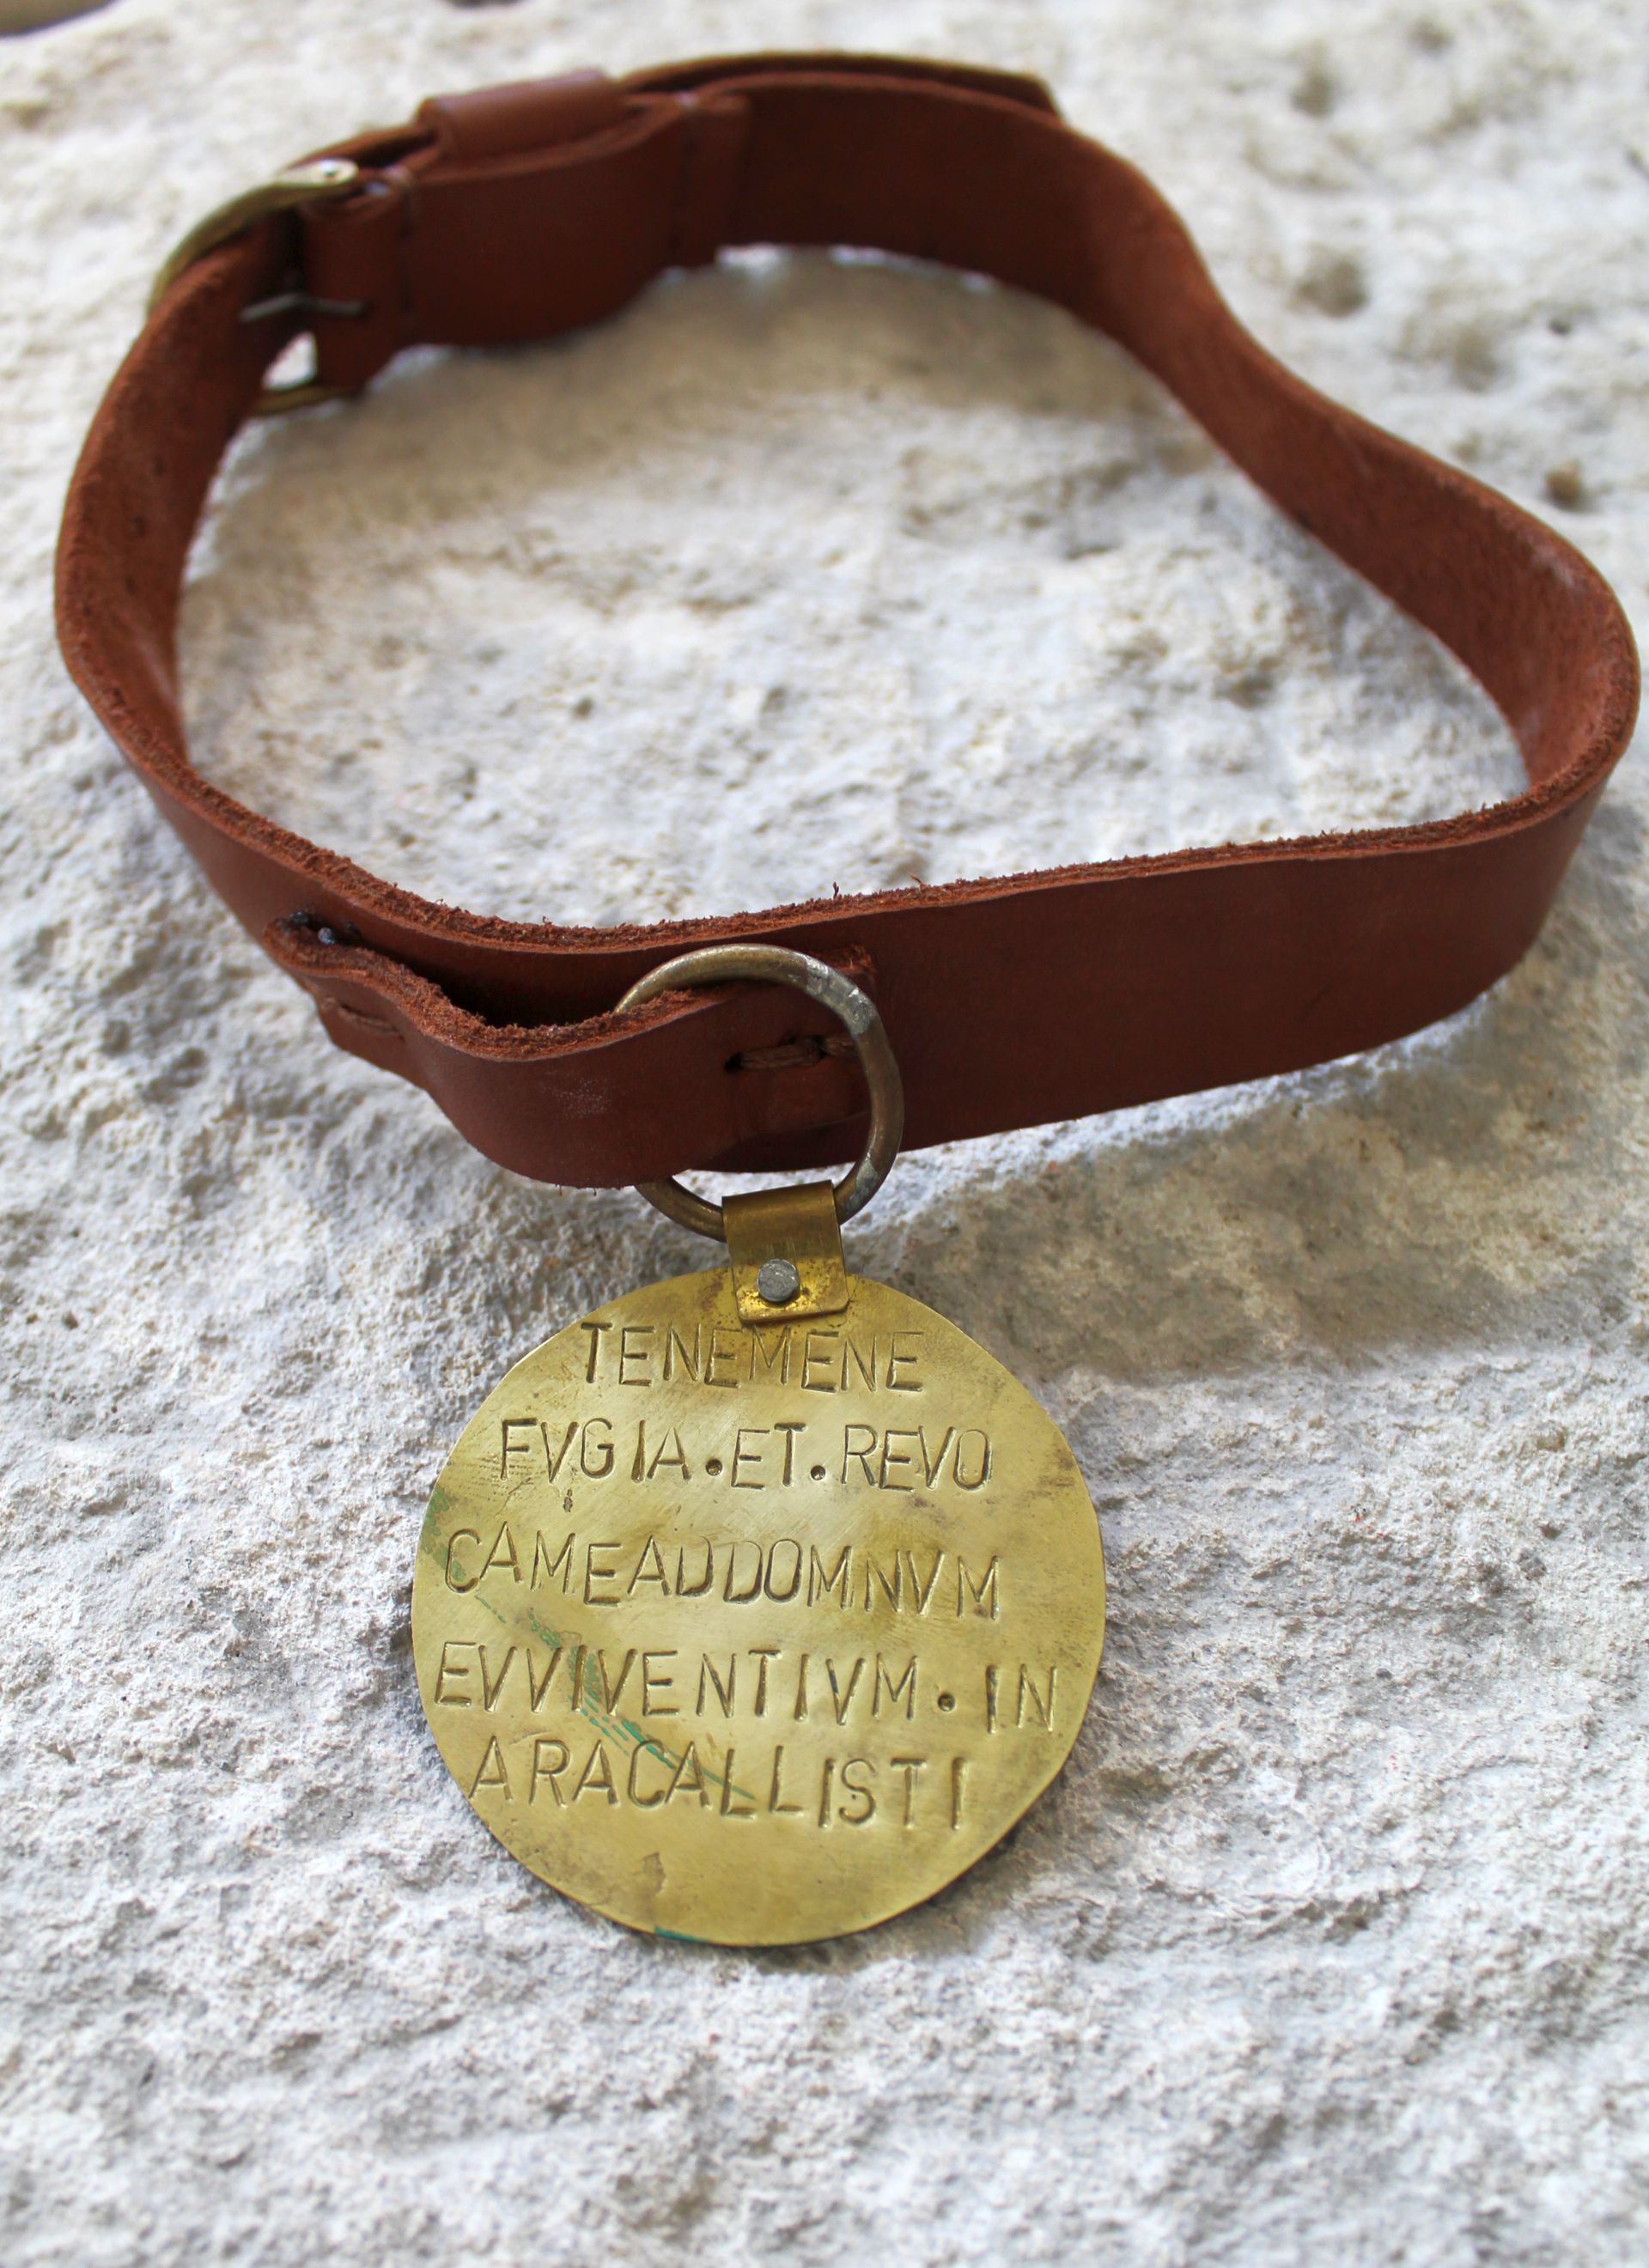 TENEMENE
FVGIA•ET•REVO
CAMEADDOMNVM
EVVIVENTIVM•IN
ARACALLISTI